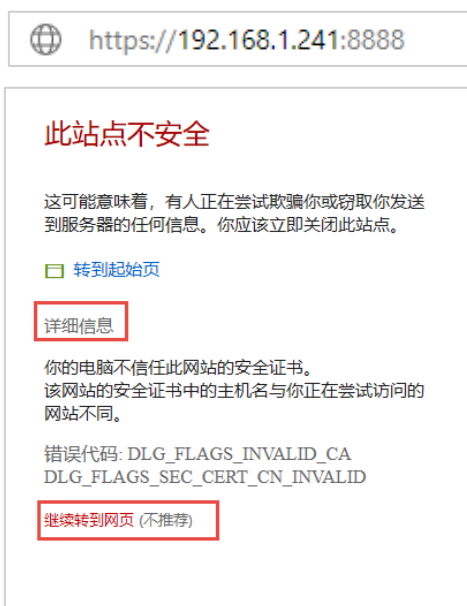 https://192.168.1.241:8888
此站点不安全
这可能意味着，有人正在尝试欺骗你或窃取你发送
到服务器的任何信息。你应该立即关闭此站点。
转到起始页
详细信息
你的电脑不信任此网站的安全证书。
该网站的安全证书中的主机名与你正在尝试访问的
网站不同。
错误代码: DLG_FLAGS_INVALID_CA
DLG_FLAGS_SEC_CERT_CN_INVALID
继续转到网页 (不推荐)